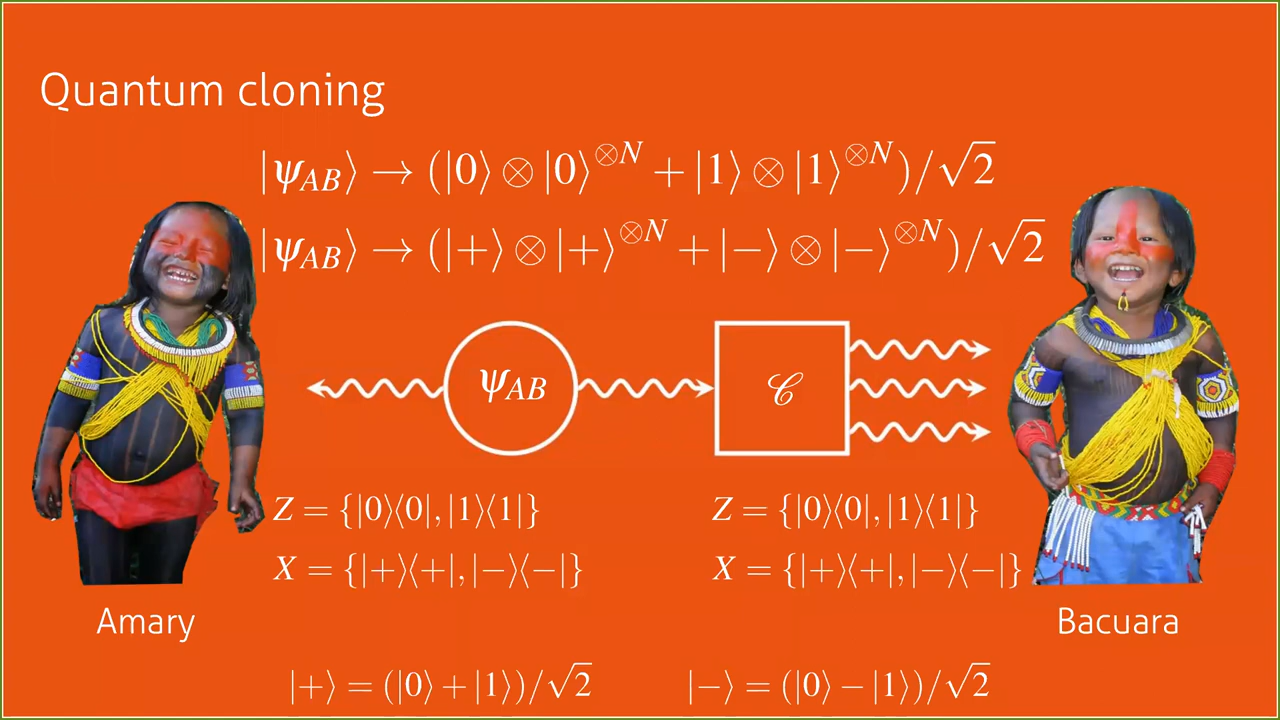 Quantum cloning
|ψ_AB⟩ → (|0⟩ ⊗ |0⟩^⊗N + |1⟩ ⊗ |1⟩^⊗N)/√2
|ψ_AB⟩ → (|+⟩ ⊗ |+⟩^⊗N + |−⟩ ⊗ |−⟩^⊗N)/√2
ψ_AB
𝒞
Z = {|0⟩⟨0|, |1⟩⟨1|}
X = {|+⟩⟨+|, |−⟩⟨−|}
Z = {|0⟩⟨0|, |1⟩⟨1|}
X = {|+⟩⟨+|, |−⟩⟨−|}
Amary
Bacuara
|+⟩ = (|0⟩ + |1⟩)/√2
|−⟩ = (|0⟩ − |1⟩)/√2